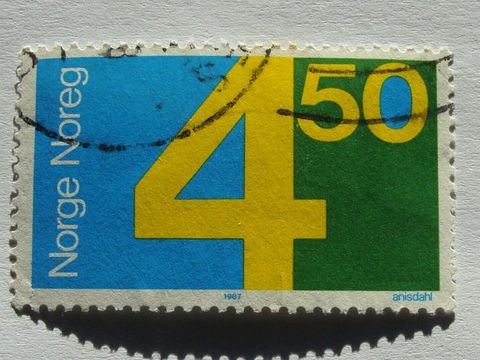 Norge Noreg
4 50
1987
anisdahl